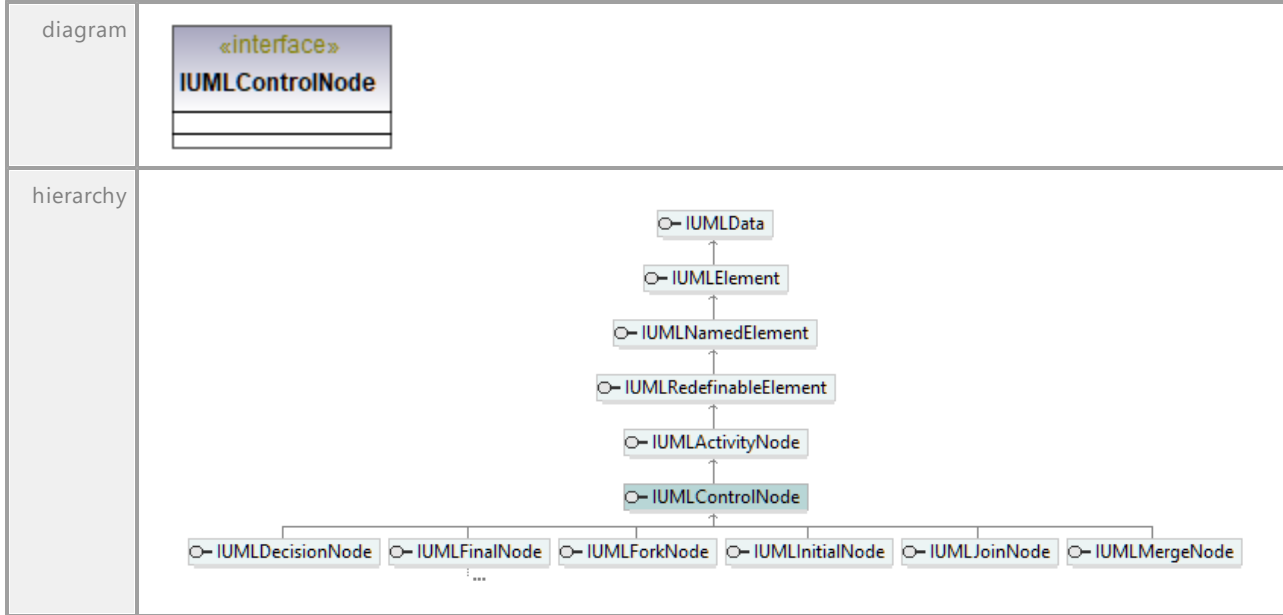 diagram
«interface»
IUMLControlNode
hierarchy
IUMLData
IUMLElement
IUMLNamedElement
IUMLRedefinableElement
IUMLActivityNode
IUMLControlNode
IUMLDecisionNode IUMLFinalNode IUMLForkNode IUMLInitialNode IUMLJoinNode IUMLMergeNode
...